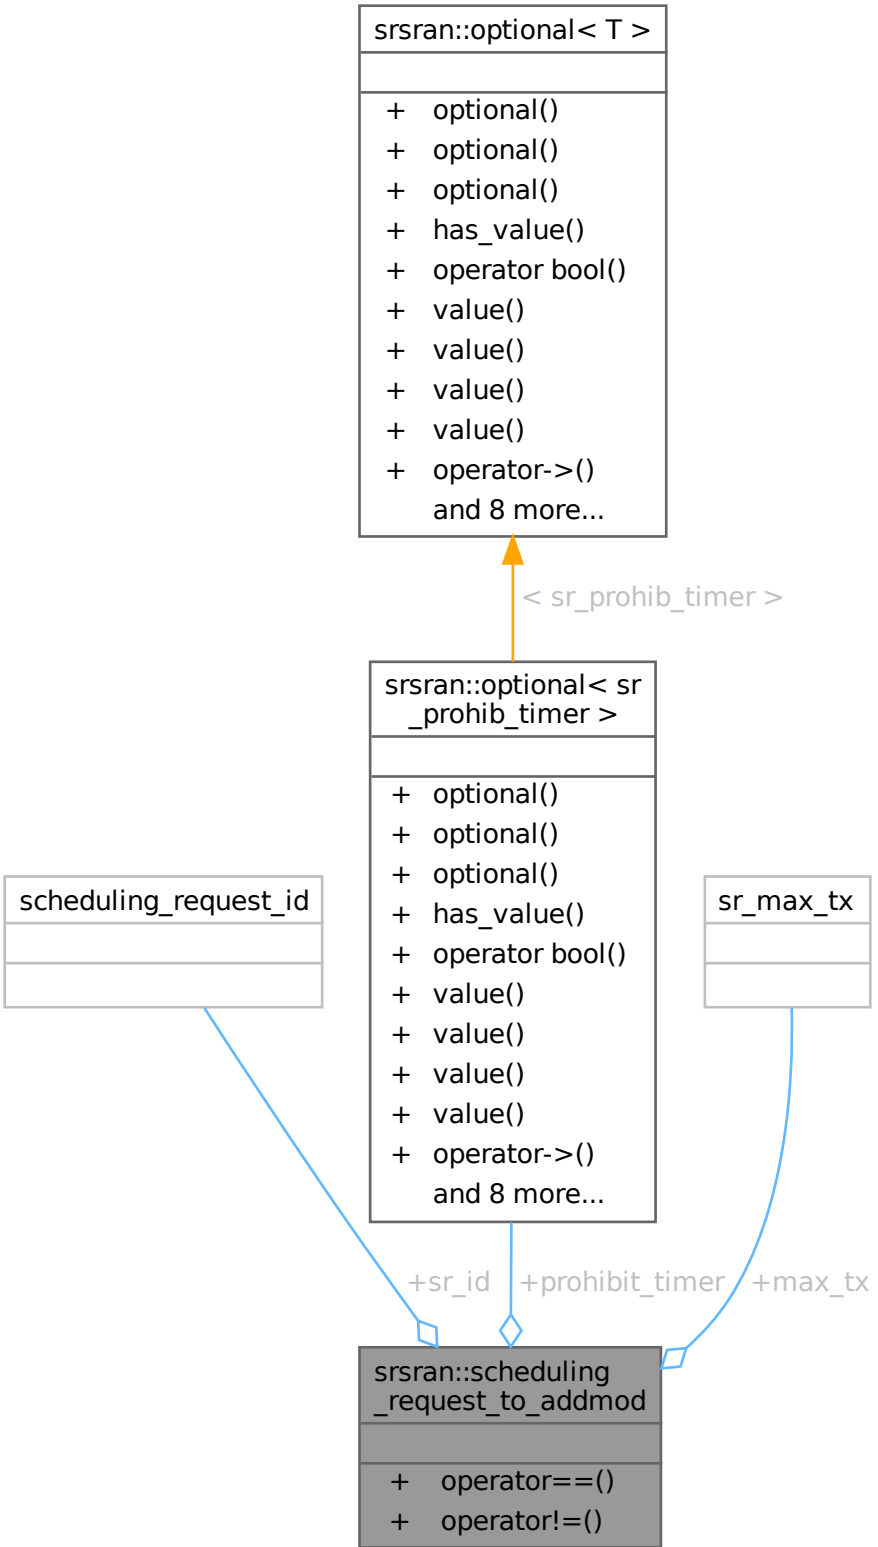 srsran::optional< T >
+ optional()
+ optional()
+ optional()
+ has_value()
+ operator bool()
+ value()
+ value()
+ value()
+ value()
+ operator->()
and 8 more...
< sr_prohib_timer >
srsran::optional< sr
_prohib_timer >
+ optional()
+ optional()
+ optional()
+ has_value()
+ operator bool()
+ value()
+ value()
+ value()
+ value()
+ operator->()
and 8 more...
scheduling_request_id
sr_max_tx
+sr_id
+prohibit_timer
+max_tx
srsran::scheduling
_request_to_addmod
+ operator==()
+ operator!=()